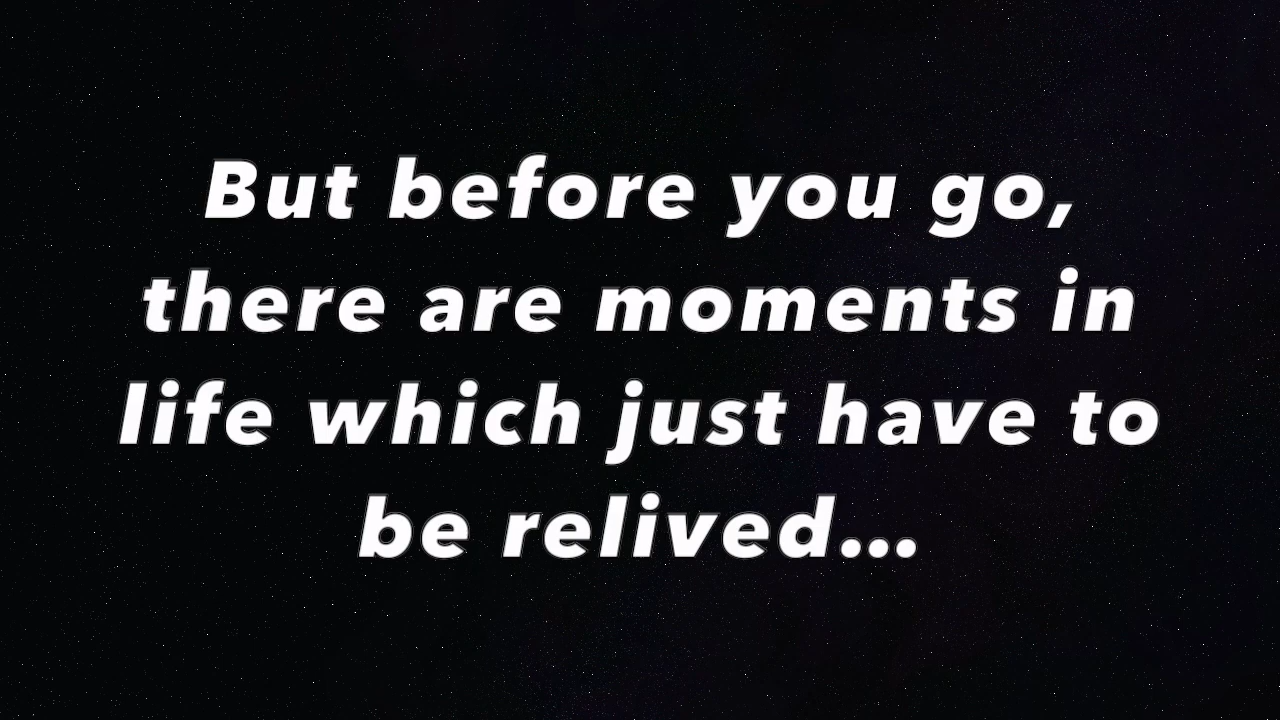 But before you go,
there are moments in
life which just have to
be relived...